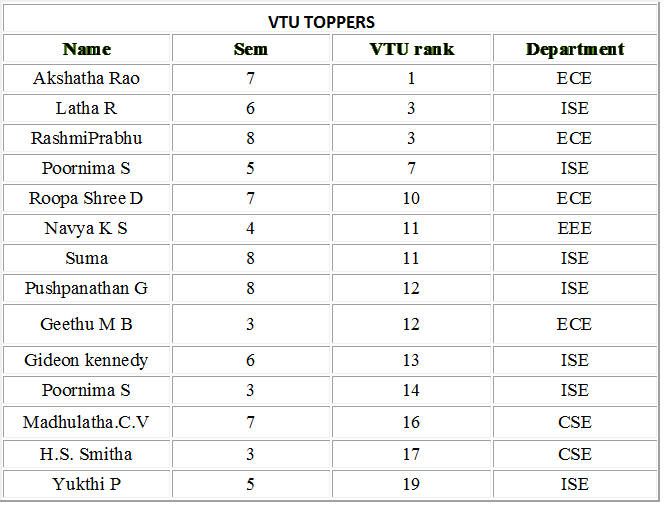 VTU TOPPERS
Name Sem VTU rank Department
Akshatha Rao 7 1 ECE
Latha R 6 3 ISE
RashmiPrabhu 8 3 ECE
Poornima S 5 7 ISE
Roopa Shree D 7 10 ECE
Navya K S 4 11 EEE
Suma 8 11 ISE
Pushpanathan G 8 12 ISE
Geethu M B 3 12 ECE
Gideon kennedy 6 13 ISE
Poornima S 3 14 ISE
Madhulatha.C.V 7 16 CSE
H.S. Smitha 3 17 CSE
Yukthi P 5 19 ISE